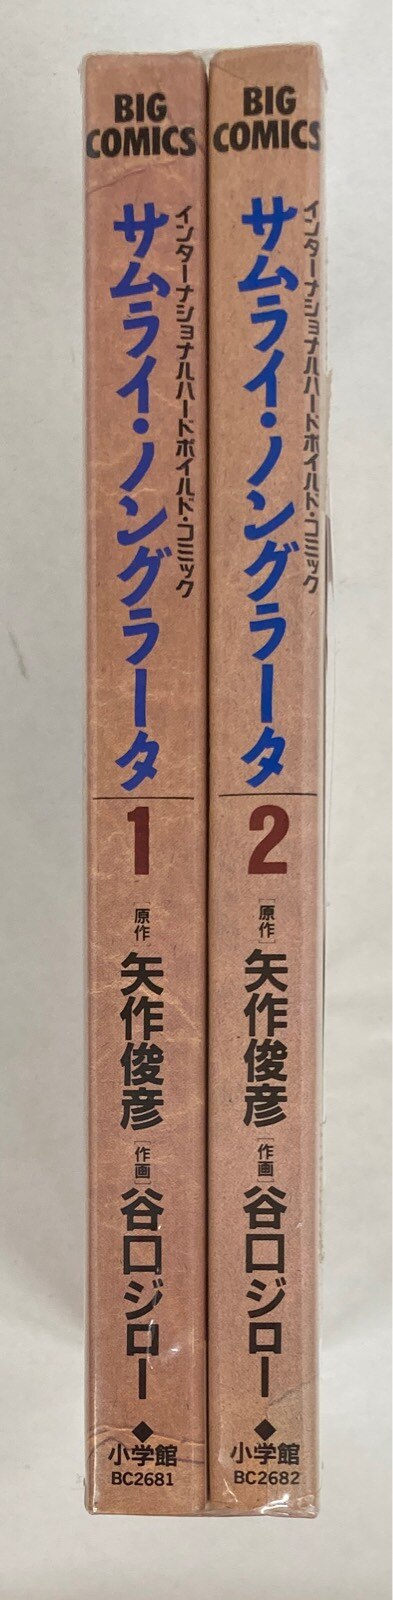 BIG
COMICS
インターナショナルハードボイルド・コミック
サムライ・ノングラータ
1
[原作]
矢作俊彦
[作画]
谷口ジロー
◆
小学館
BC2681
BIG
COMICS
インターナショナルハードボイルド・コミック
サムライ・ノングラータ
2
[原作]
矢作俊彦
[作画]
谷口ジロー
◆
小学館
BC2682